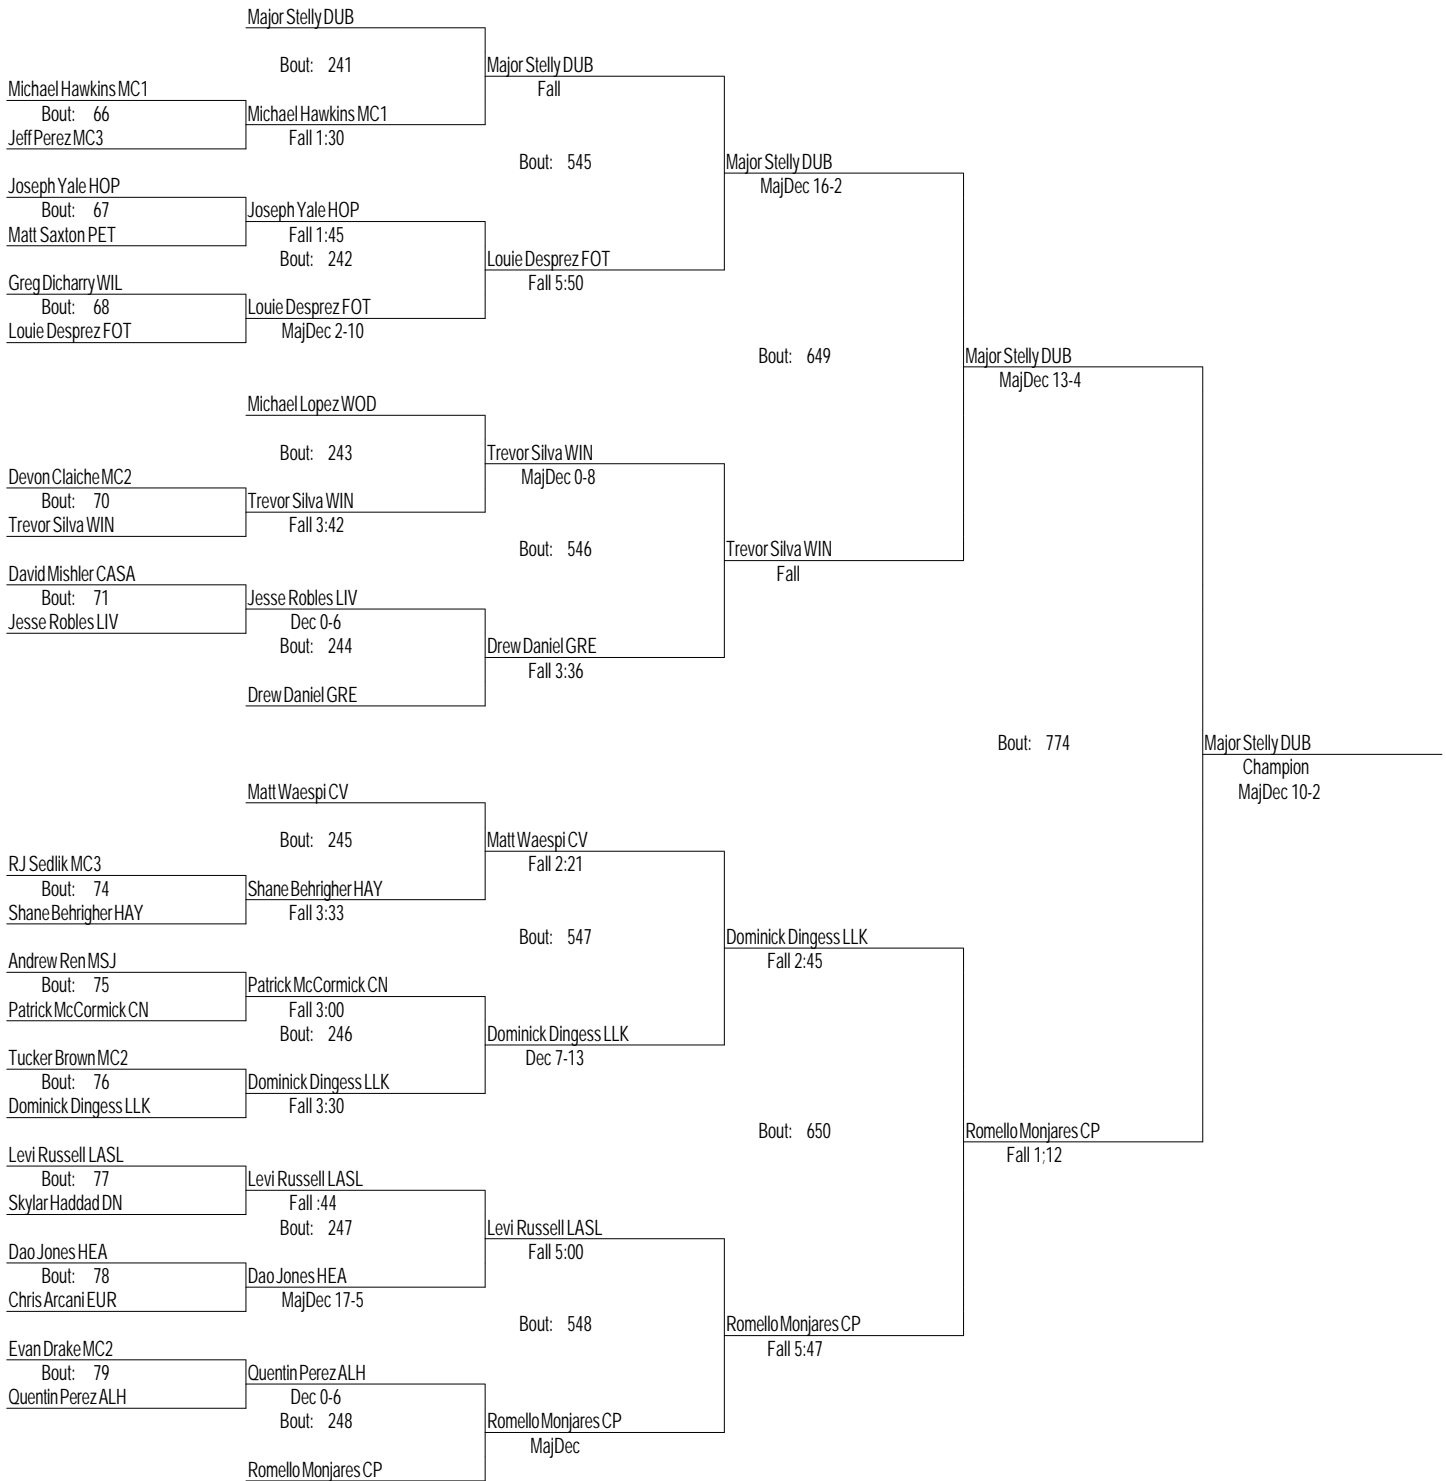 Major Stelly DUB
Bout: 241
Major Stelly DUB
Fall
Michael Hawkins MC1
Bout: 66
Michael Hawkins MC1
Jeff Perez MC3
Fall 1:30
Bout: 545
Major Stelly DUB
MajDec 16-2
Joseph Yale HOP
Bout: 67
Joseph Yale HOP
Matt Saxton PET
Fall 1:45
Bout: 242
Louie Desprez FOT
Fall 5:50
Greg Dicharry WIL
Bout: 68
Louie Desprez FOT
Louie Desprez FOT
MajDec 2-10
Bout: 649
Major Stelly DUB
MajDec 13-4
Michael Lopez WOD
Bout: 243
Trevor Silva WIN
MajDec 0-8
Devon Claiche MC2
Bout: 70
Trevor Silva WIN
Trevor Silva WIN
Fall 3:42
Bout: 546
Trevor Silva WIN
Fall
David Mishler CASA
Bout: 71
Jesse Robles LIV
Jesse Robles LIV
Dec 0-6
Bout: 244
Drew Daniel GRE
Fall 3:36
Drew Daniel GRE
Bout: 774
Major Stelly DUB
Champion
MajDec 10-2
Matt Waespi CV
Bout: 245
Matt Waespi CV
Fall 2:21
RJ Sedlik MC3
Bout: 74
Shane Behrigher HAY
Shane Behrigher HAY
Fall 3:33
Bout: 547
Dominick Dingess LLK
Fall 2:45
Andrew Ren MSJ
Bout: 75
Patrick McCormick CN
Patrick McCormick CN
Fall 3:00
Bout: 246
Dominick Dingess LLK
Dec 7-13
Tucker Brown MC2
Bout: 76
Dominick Dingess LLK
Dominick Dingess LLK
Fall 3:30
Bout: 650
Romello Monjares CP
Fall 1;12
Levi Russell LASL
Bout: 77
Levi Russell LASL
Skylar Haddad DN
Fall :44
Bout: 247
Levi Russell LASL
Fall 5:00
Dao Jones HEA
Bout: 78
Dao Jones HEA
Chris Arcani EUR
MajDec 17-5
Bout: 548
Romello Monjares CP
Fall 5:47
Evan Drake MC2
Bout: 79
Quentin Perez ALH
Quentin Perez ALH
Dec 0-6
Bout: 248
Romello Monjares CP
MajDec
Romello Monjares CP